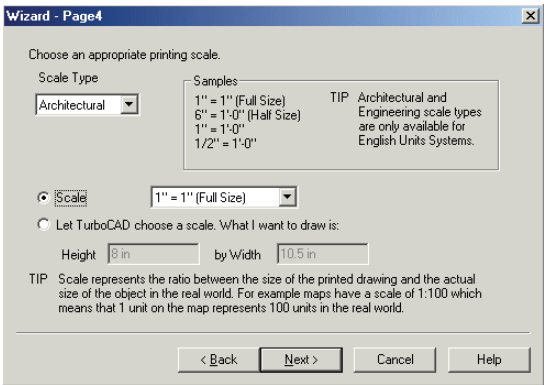 Wizard - Page4
Choose an appropriate printing scale.
Scale Type
Architectural
Samples
1" = 1" (Full Size)
6" = 1'-0" (Half Size)
1" = 1'-0"
1/2" = 1'-0"
TIP Architectural and
Engineering scale types
are only available for
English Units Systems.
Scale
1" = 1" (Full Size)
Let TurboCAD choose a scale. What I want to draw is:
Height 8 in by Width 10.5 in
TIP Scale represents the ratio between the size of the printed drawing and the actual
size of the object in the real world. For example maps have a scale of 1:100 which
means that 1 unit on the map represents 100 units in the real world.
< Back Next > Cancel Help